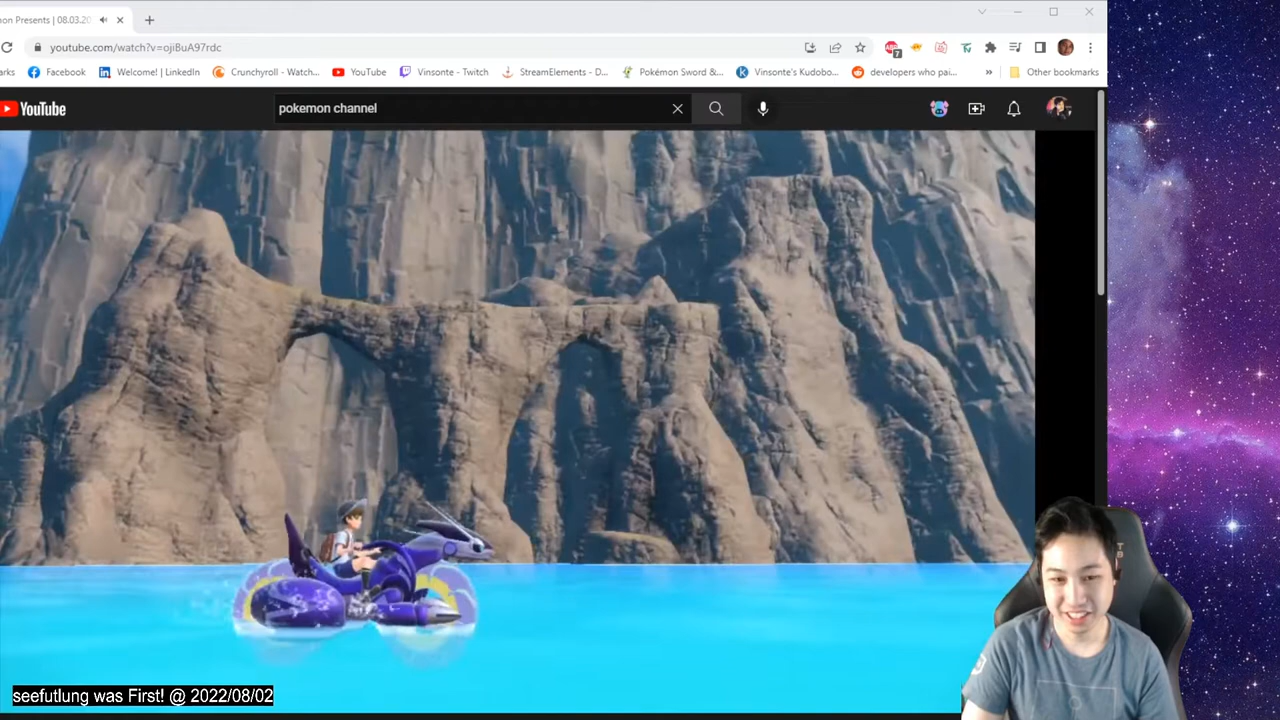 on Presents | 08.03.20
youtube.com/watch?v=ojiBuA97rdc
7
arks
Facebook
Welcome! | LinkedIn
Crunchyroll - Watch...
YouTube
Vinsonte - Twitch
StreamElements - D...
Pokémon Sword &...
Vinsonte's Kudobo...
developers who pai...
»
Other bookmarks
YouTube
pokemon channel
seefutlung was First! @ 2022/08/02